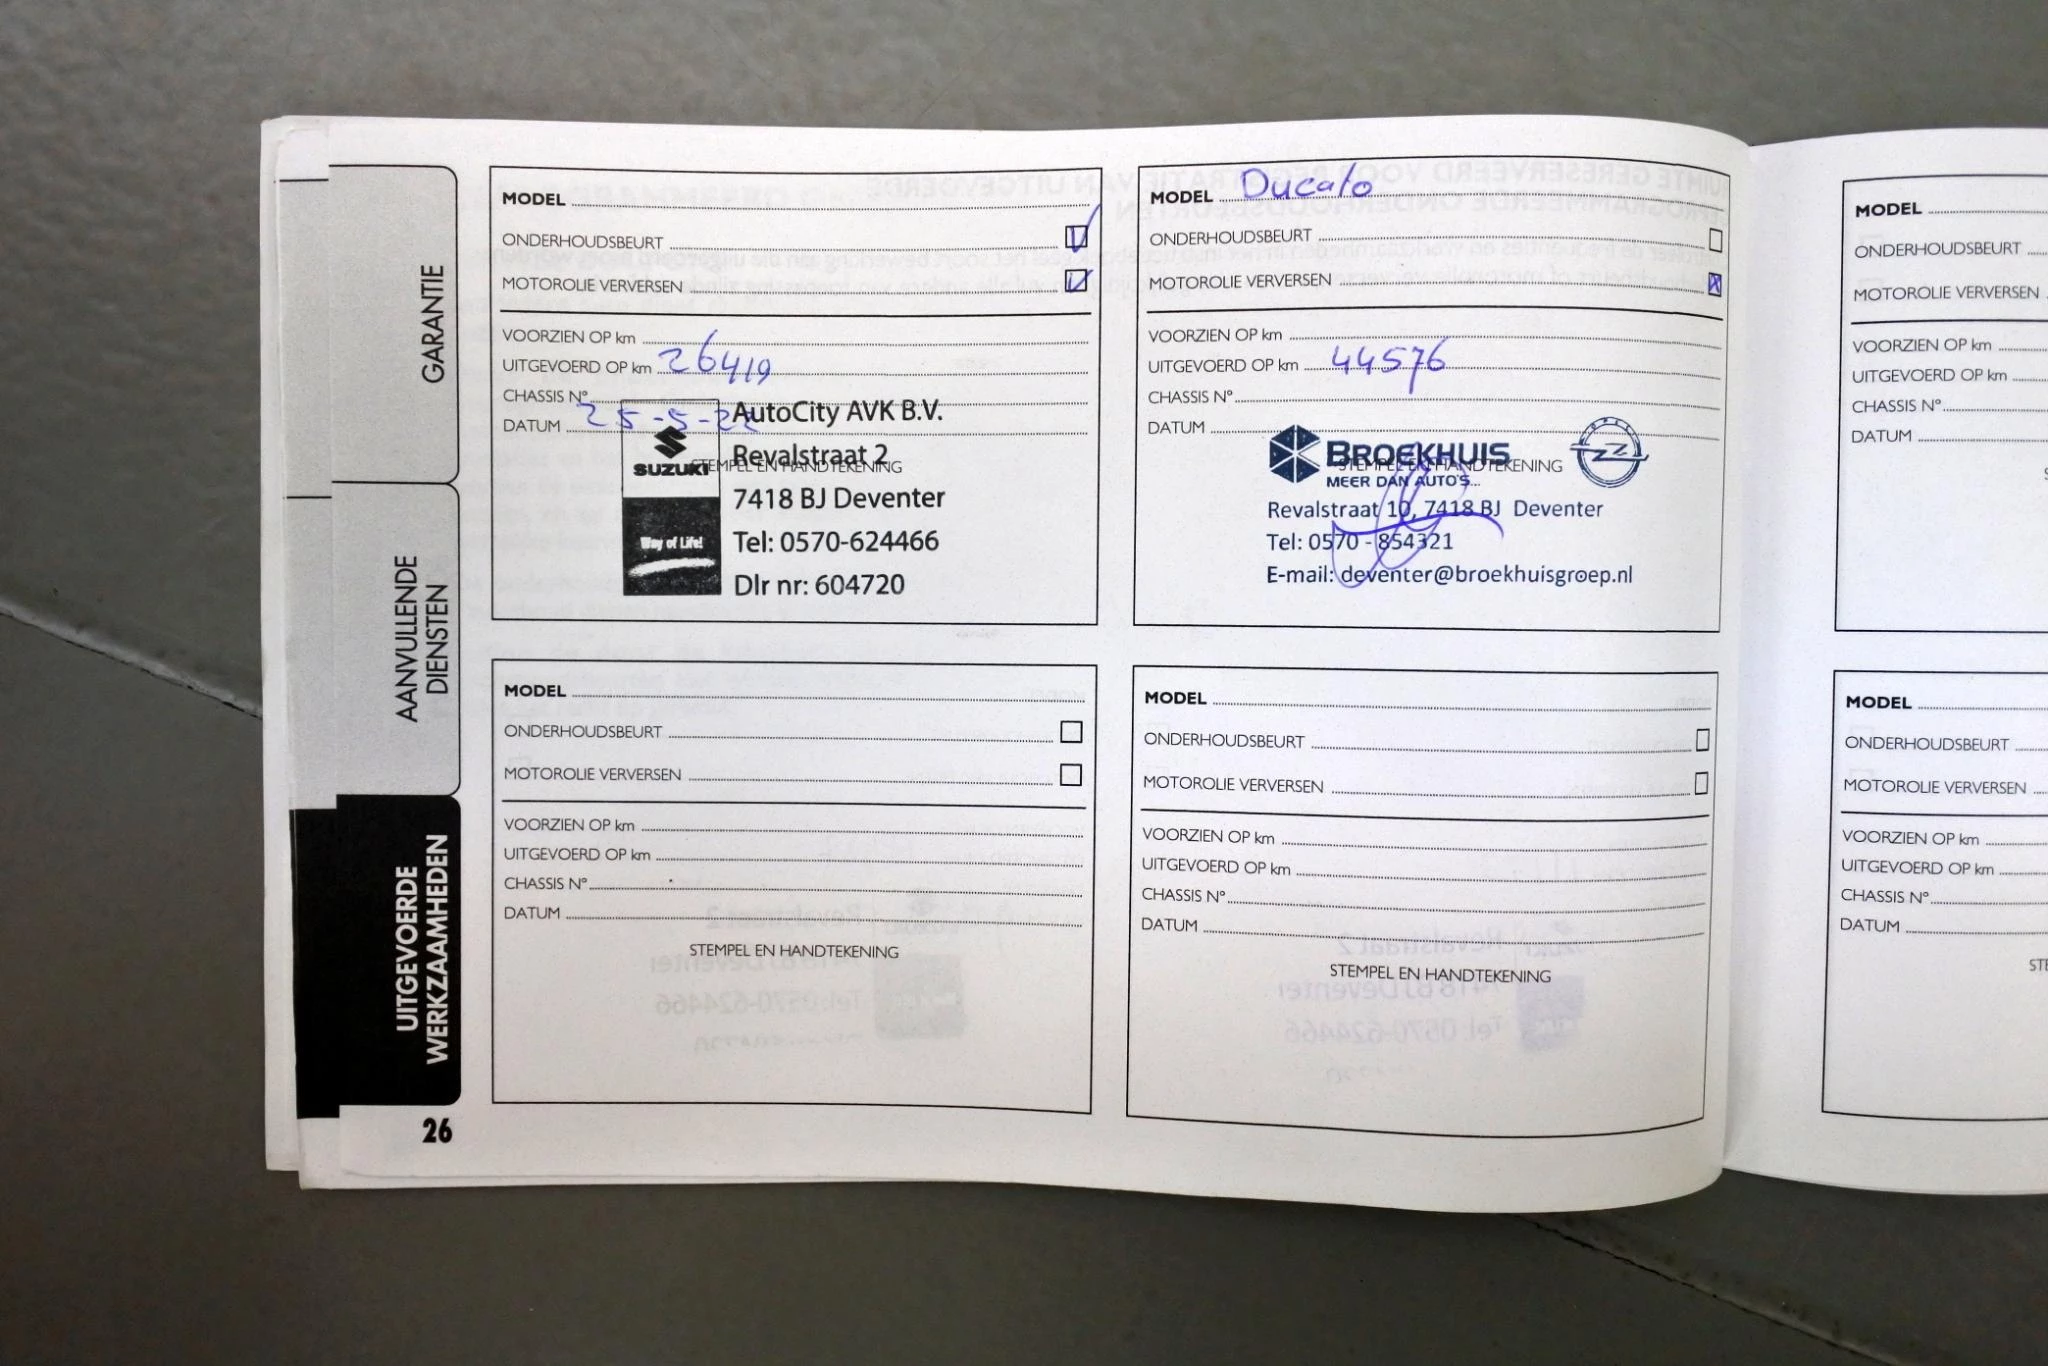 GARANTIE
AANVULLENDE
DIENSTEN
UITGEVOERDE
WERKZAAMHEDEN
26
MODEL
ONDERHOUDSBEURT
MOTOROLIE VERVERSEN
VOORZIEN OP km
UITGEVOERD OP km 26419
CHASSIS N°
DATUM 25-5-22
STEMPEL EN HANDTEKENING
SUZUKI
Way of Life!
AutoCity AVK B.V.
Revalstraat 2
7418 BJ Deventer
Tel: 0570-624466
Dlr nr: 604720
MODEL Ducato
ONDERHOUDSBEURT
MOTOROLIE VERVERSEN
VOORZIEN OP km
UITGEVOERD OP km 44576
CHASSIS N°
DATUM
STEMPEL EN HANDTEKENING
BROEKHUIS
MEER DAN AUTO'S...
OPEL
Revalstraat 10, 7418 BJ Deventer
Tel: 0570 - 854321
E-mail: deventer@broekhuisgroep.nl
MODEL
ONDERHOUDSBEURT
MOTOROLIE VERVERSEN
VOORZIEN OP km
UITGEVOERD OP km
CHASSIS N°
DATUM
STEMPEL EN HANDTEKENING
MODEL
ONDERHOUDSBEURT
MOTOROLIE VERVERSEN
VOORZIEN OP km
UITGEVOERD OP km
CHASSIS N°
DATUM
STEMPEL EN HANDTEKENING
MODEL
ONDERHOUDSBEURT
MOTOROLIE VERVERSEN
VOORZIEN OP km
UITGEVOERD OP km
CHASSIS N°
DATUM
MODEL
ONDERHOUDSBEURT
MOTOROLIE VERVERSEN
VOORZIEN OP km
UITGEVOERD OP km
CHASSIS N°
DATUM